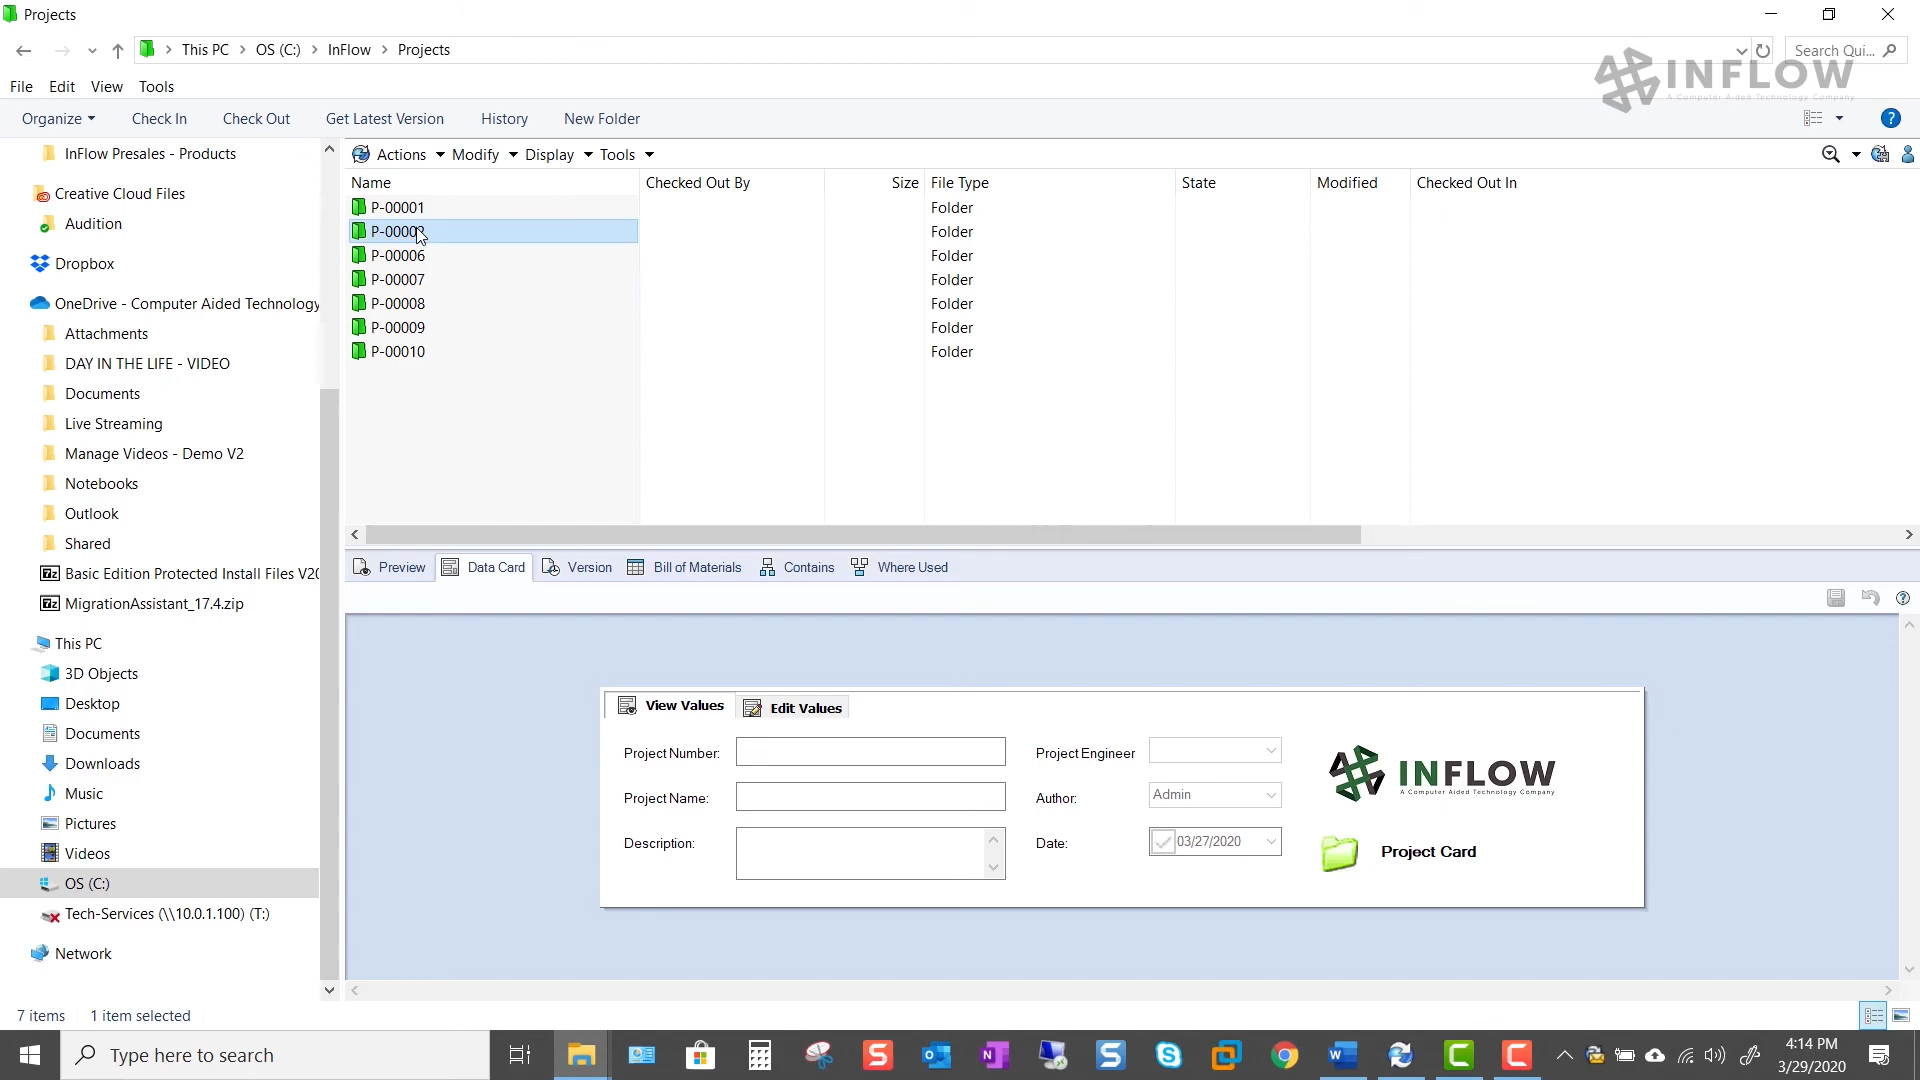 Projects
This PC > OS (C:) > InFlow > Projects
Search Qui...
INFLOW
A Computer Aided Technology Company
File Edit View Tools
Organize Check In Check Out Get Latest Version History New Folder
InFlow Presales - Products
Creative Cloud Files
Audition
Dropbox
OneDrive - Computer Aided Technology
Attachments
DAY IN THE LIFE - VIDEO
Documents
Live Streaming
Manage Videos - Demo V2
Notebooks
Outlook
Shared
Basic Edition Protected Install Files V20
MigrationAssistant_17.4.zip
This PC
3D Objects
Desktop
Documents
Downloads
Music
Pictures
Videos
OS (C:)
Tech-Services (\\10.0.1.100) (T:)
Network
Actions Modify Display Tools
Name Checked Out By Size File Type State Modified Checked Out In
P-00001 Folder
Folder
P-00006 Folder
P-00007 Folder
P-00008 Folder
P-00009 Folder
P-00010 Folder
Preview Data Card Version Bill of Materials Contains Where Used
View Values Edit Values
Project Number: Project Engineer
Project Name: Author: Admin
Description: Date: 03/27/2020
INFLOW
A Computer Aided Technology Company
Project Card
7 items 1 item selected
Type here to search
4:14 PM
3/29/2020